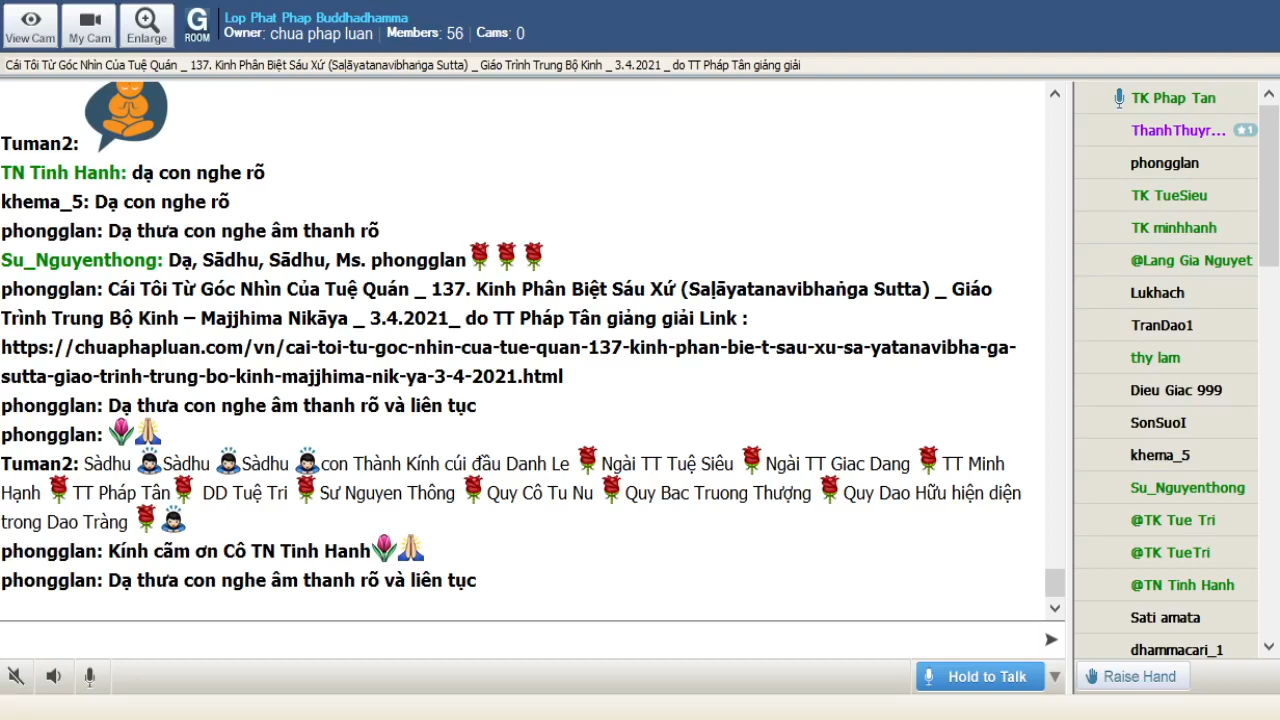 View Cam
My Cam
Enlarge
G
ROOM
Lop Phat Phap Buddhadhamma
Owner: chua phap luan Members: 56 Cams: 0
Cái Tôi Từ Góc Nhìn Của Tuệ Quán _ 137. Kinh Phân Biệt Sáu Xứ (Saḷāyatanavibhaṅga Sutta) _ Giáo Trình Trung Bộ Kinh _ 3.4.2021 _ do TT Pháp Tân giảng giải
Tuman2:
TN Tinh Hanh: dạ con nghe rõ
khema_5: Dạ con nghe rõ
phongglan: Dạ thưa con nghe âm thanh rõ
Su_Nguyenthong: Dạ, Sādhu, Sādhu, Ms. phongglan🌹🌹🌹
phongglan: Cái Tôi Từ Góc Nhìn Của Tuệ Quán _ 137. Kinh Phân Biệt Sáu Xứ (Saḷāyatanavibhaṅga Sutta) _ Giáo
Trình Trung Bộ Kinh – Majjhima Nikāya _ 3.4.2021_ do TT Pháp Tân giảng giải Link :
https://chuaphapluan.com/vn/cai-toi-tu-goc-nhin-cua-tue-quan-137-kinh-phan-bie-t-sau-xu-sa-yatanavibha-ga-
sutta-giao-trinh-trung-bo-kinh-majjhima-nik-ya-3-4-2021.html
phongglan: Dạ thưa con nghe âm thanh rõ và liên tục
phongglan: 🌷🙏
Tuman2: Sàdhu 🙇Sàdhu 🙇Sàdhu 🙇con Thành Kính cúi đầu Danh Le 🌹Ngài TT Tuệ Siêu 🌹Ngài TT Giac Dang 🌹TT Minh
Hạnh 🌹TT Pháp Tân🌹 DD Tuệ Tri 🌹Sư Nguyen Thông 🌹Quy Cô Tu Nu 🌹Quy Bac Truong Thượng 🌹Quy Dao Hữu hiện diện
trong Dao Tràng 🌹🙇
phongglan: Kính cãm ơn Cô TN Tinh Hanh🌷🙏
phongglan: Dạ thưa con nghe âm thanh rõ và liên tục
Hold to Talk
TK Phap Tan
ThanhThuyr... ★1
phongglan
TK TueSieu
TK minhhanh
@Lang Gia Nguyet
Lukhach
TranDao1
thy lam
Dieu Giac 999
SonSuoI
khema_5
Su_Nguyenthong
@TK Tue Tri
@TK TueTri
@TN Tinh Hanh
Sati amata
dhammacari_1
Raise Hand